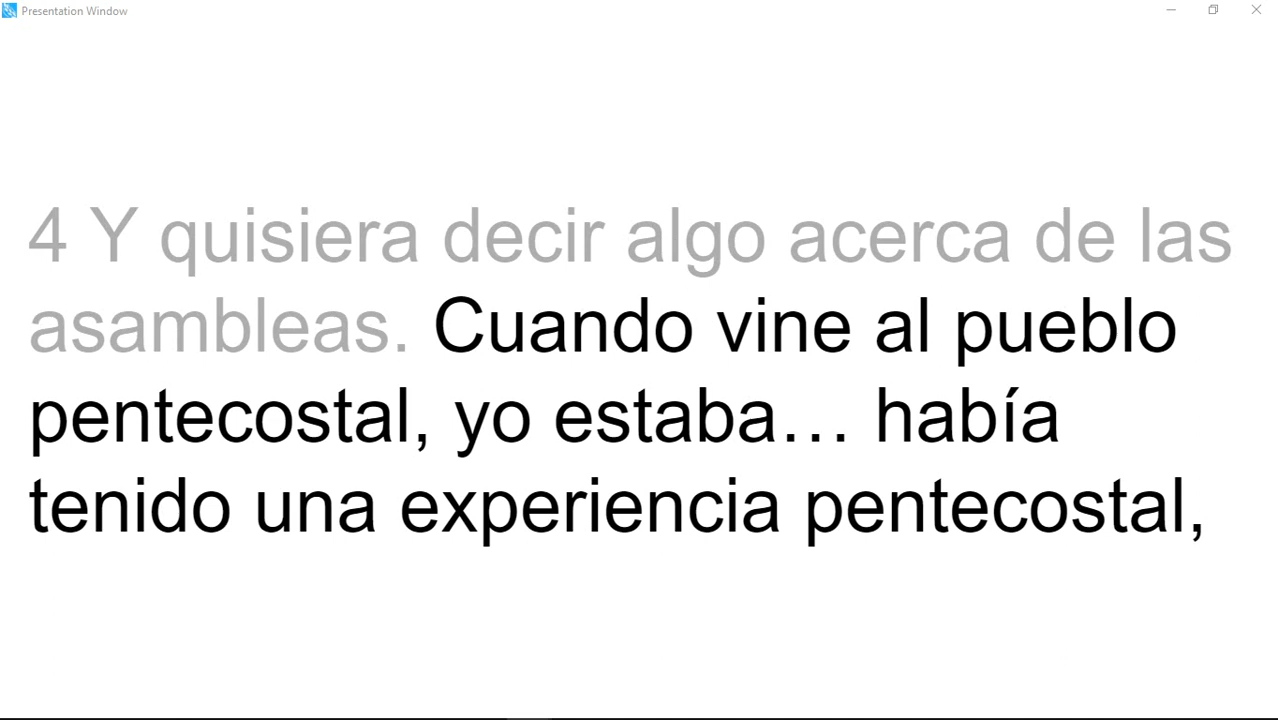 Presentation Window
4 Y quisiera decir algo acerca de las
asambleas. Cuando vine al pueblo
pentecostal, yo estaba… había
tenido una experiencia pentecostal,